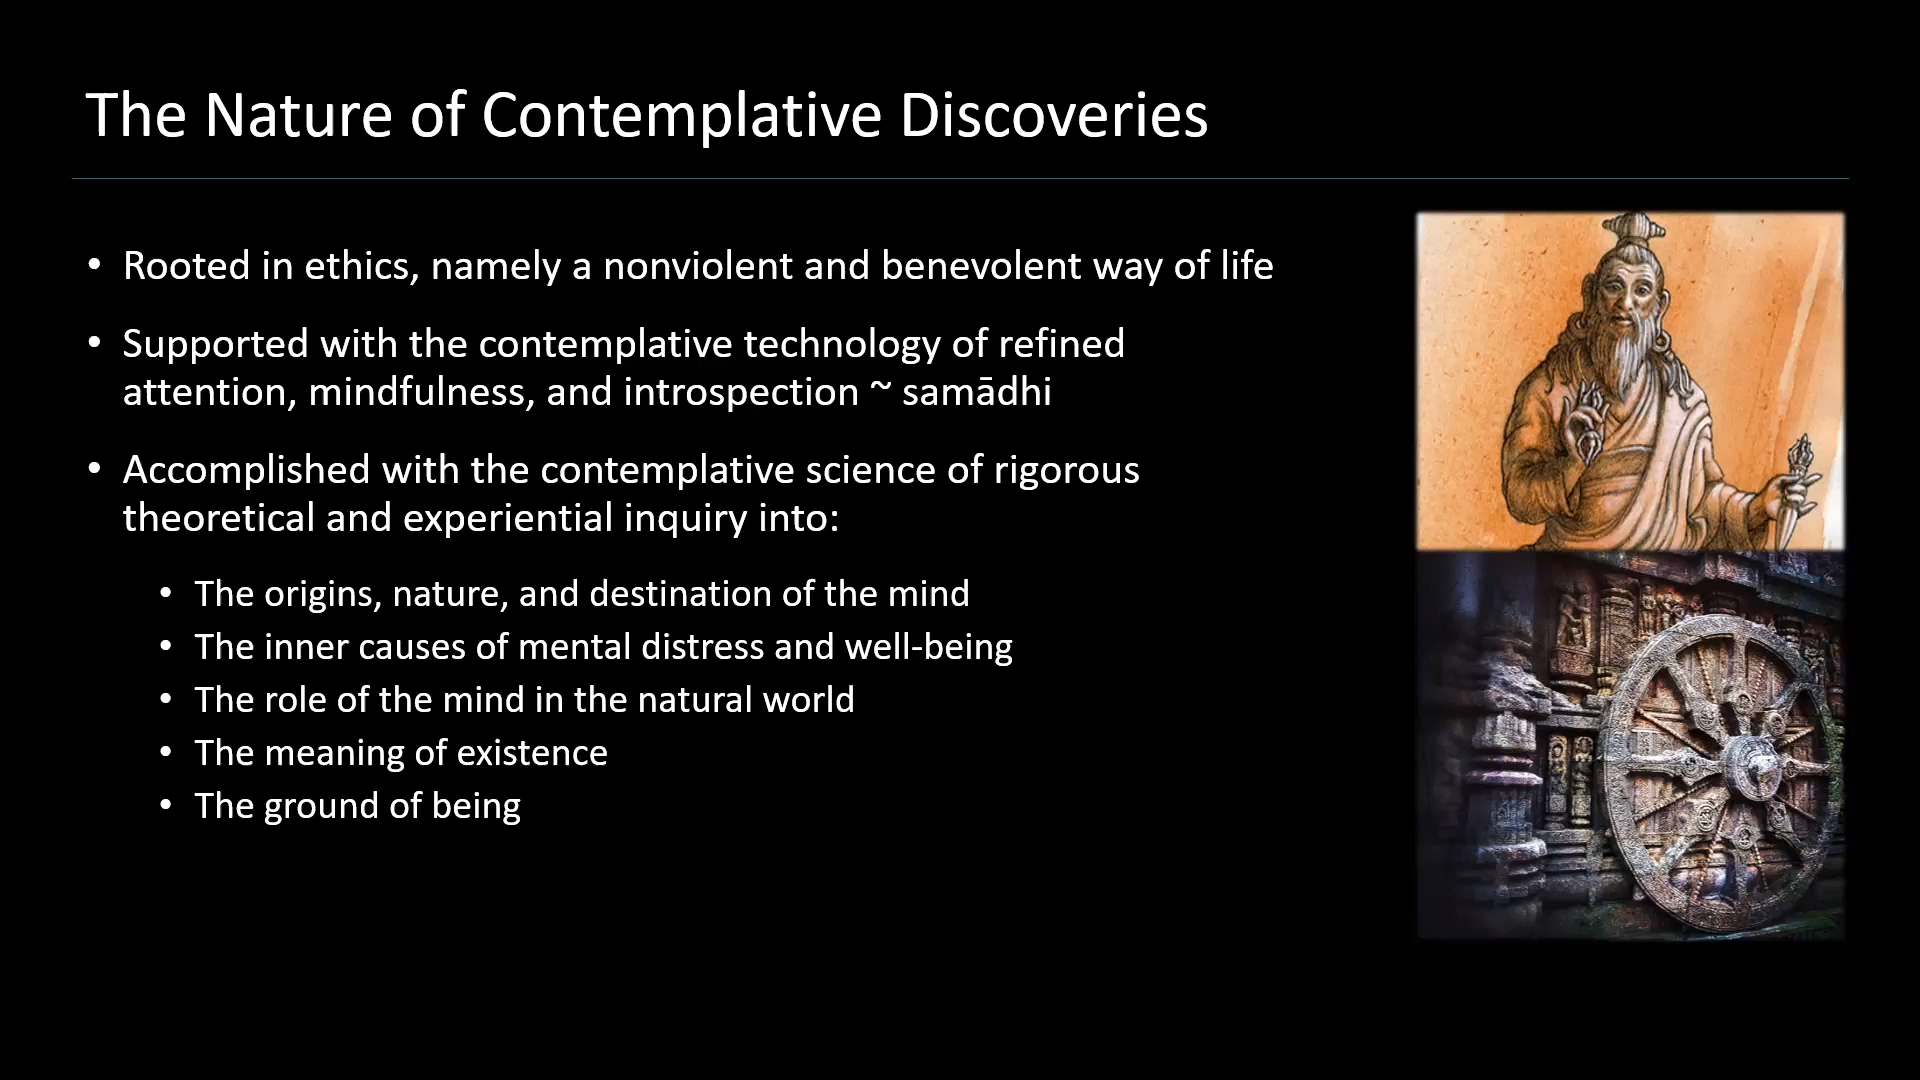 The Nature of Contemplative Discoveries
• Rooted in ethics, namely a nonviolent and benevolent way of life
• Supported with the contemplative technology of refined
attention, mindfulness, and introspection ~ samādhi
• Accomplished with the contemplative science of rigorous
theoretical and experiential inquiry into:
• The origins, nature, and destination of the mind
• The inner causes of mental distress and well-being
• The role of the mind in the natural world
• The meaning of existence
• The ground of being